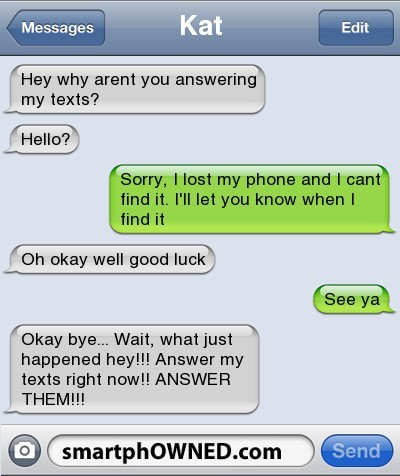 Messages
Kat
Edit
Hey why arent you answering
my texts?
Hello?
Sorry, I lost my phone and I cant
find it. I'll let you know when I
find it
Oh okay well good luck
See ya
Okay bye... Wait, what just
happened hey!!! Answer my
texts right now!! ANSWER
THEM!!!
smartphOWNED.com
Send